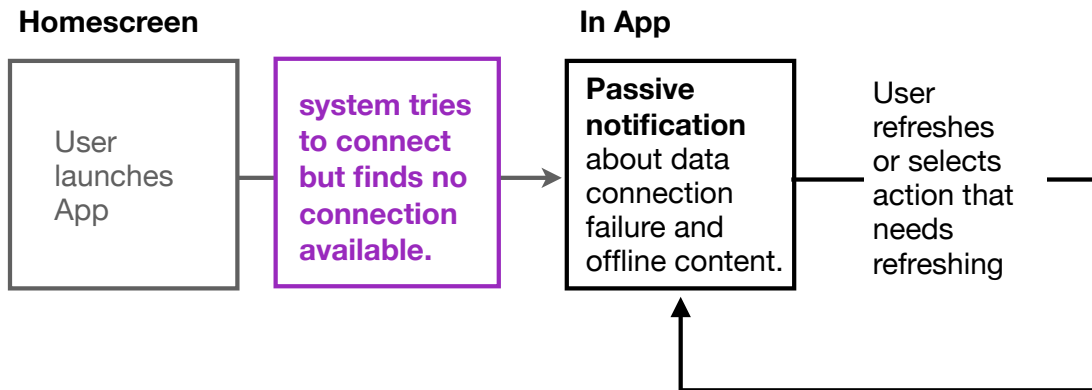 Homescreen
In App
User
launches
App
system tries
to connect
but finds no
connection
available.
Passive
notification
about data
connection
failure and
offline content.
User
refreshes
or selects
action that
needs
refreshing